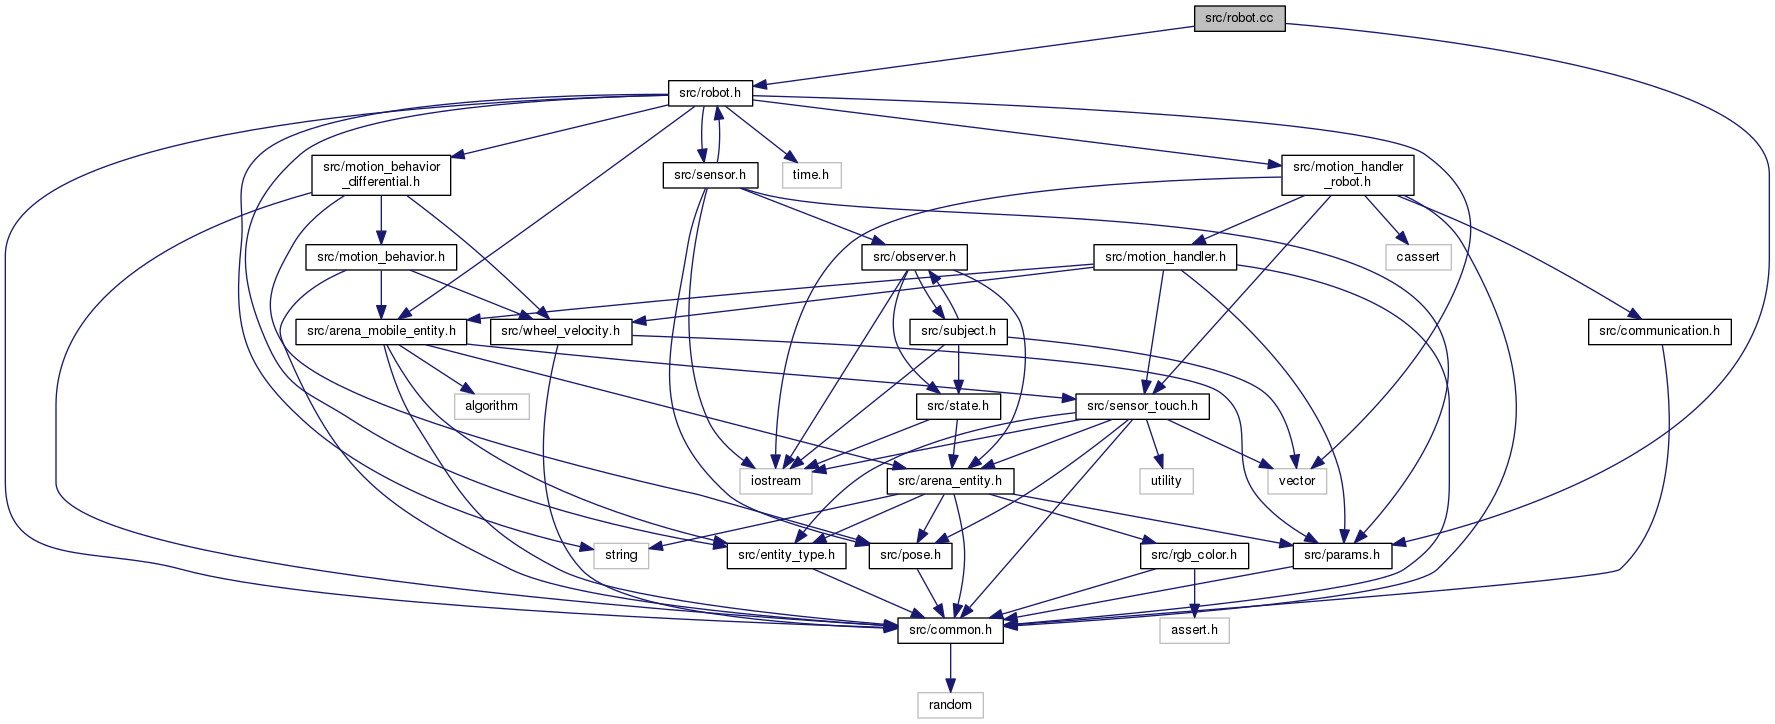 src/robot.cc
src/robot.h
src/motion_behavior
_differential.h
src/sensor.h
time.h
src/motion_handler
_robot.h
src/motion_behavior.h
src/observer.h
src/motion_handler.h
cassert
src/arena_mobile_entity.h
src/wheel_velocity.h
src/subject.h
src/communication.h
algorithm
src/state.h
src/sensor_touch.h
iostream
src/arena_entity.h
utility
vector
string
src/entity_type.h
src/pose.h
src/rgb_color.h
src/params.h
src/common.h
assert.h
random